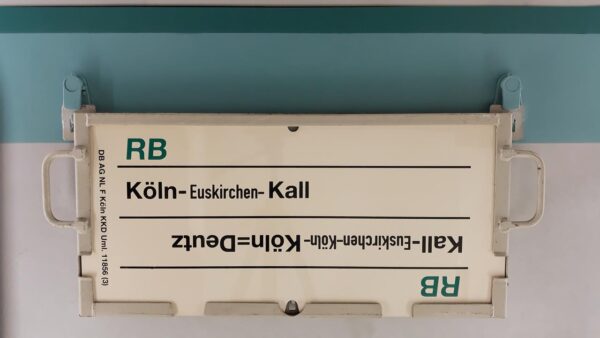 RB
Köln- Euskirchen- Kall
Kall-Euskirchen-Köln-Köln=Deutz
RB
DB AG NL F Köln KKD Uml. 11856 (3)